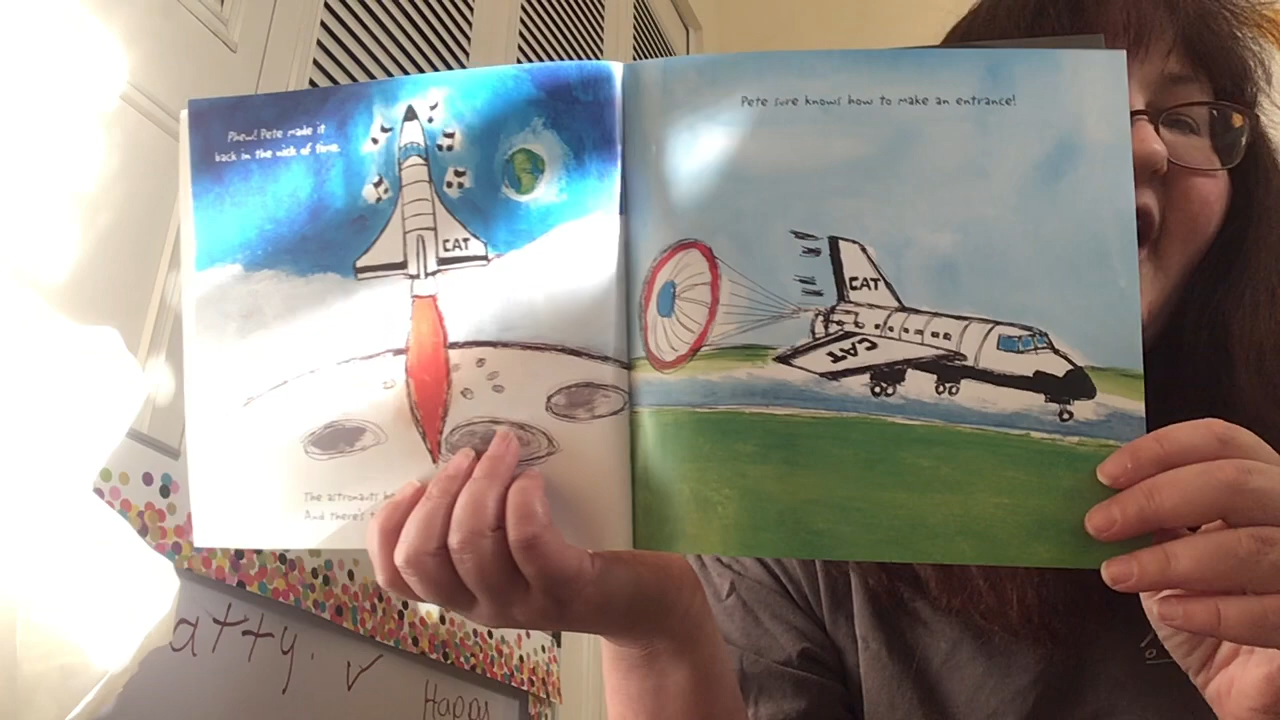 Phew! Pete made it
back in the nick of time.
CAT
The astronauts
And there's
Pete sure knows how to make an entrance!
CAT
CAT
atty. ✓
Happy